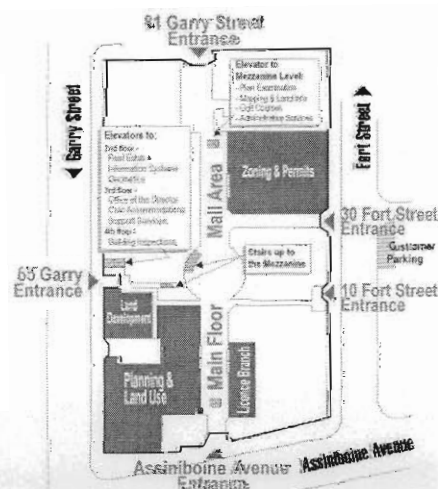 81 Garry Street
Entrance
Garry Street
Fort Street
Elevator to
Mezzanine Level:
- Plan Examination
- Mapping & Land Info
- Administrative Services
Elevators to:
2nd floor -
Real Estate
Information Systems
Geomatics
3rd floor -
Office of the Director
Civic Accommodations
Support Services
4th floor -
Building Inspections
Mall Area
Zoning & Permits
30 Fort Street
Entrance
Customer
Parking
Stairs up to
the Mezzanine
65 Garry
Entrance
10 Fort Street
Entrance
Land
Development
Main Floor
Planning &
Land Use
Licence Branch
Assiniboine Avenue
Entrance
Assiniboine Avenue